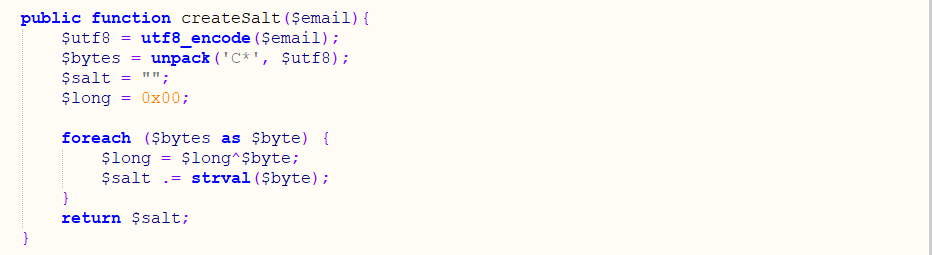 public function createSalt($email){
$utf8 = utf8_encode($email);
$bytes = unpack('C*', $utf8);
$salt = "";
$long = 0x00;
foreach ($bytes as $byte) {
$long = $long^$byte;
$salt .= strval($byte);
}
return $salt;
}